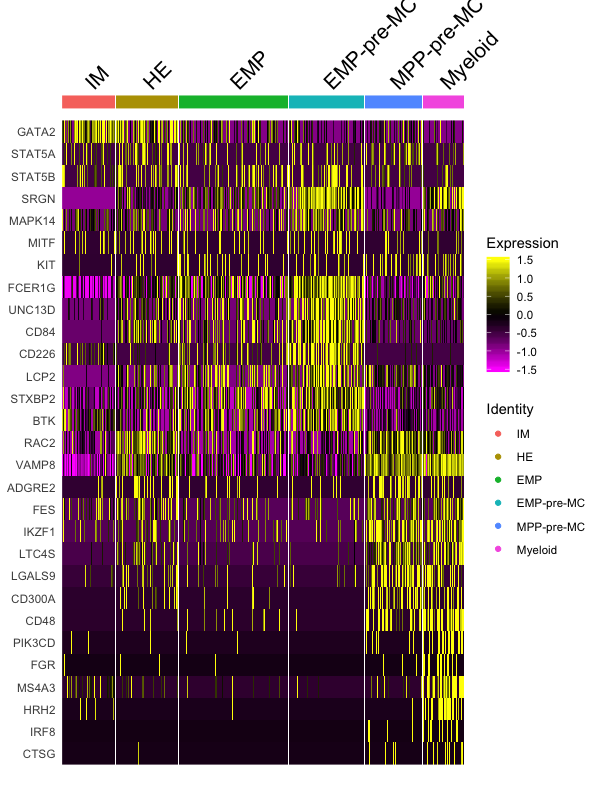 IM
HE
EMP
EMP-pre-MC
MPP-pre-MC
Myeloid
GATA2
STAT5A
STAT5B
SRGN
MAPK14
MITF
KIT
FCER1G
UNC13D
CD84
CD226
LCP2
STXBP2
BTK
RAC2
VAMP8
ADGRE2
FES
IKZF1
LTC4S
LGALS9
CD300A
CD48
PIK3CD
FGR
MS4A3
HRH2
IRF8
CTSG
Expression
1.5
1.0
0.5
0.0
-0.5
-1.0
-1.5
Identity
IM
HE
EMP
EMP-pre-MC
MPP-pre-MC
Myeloid